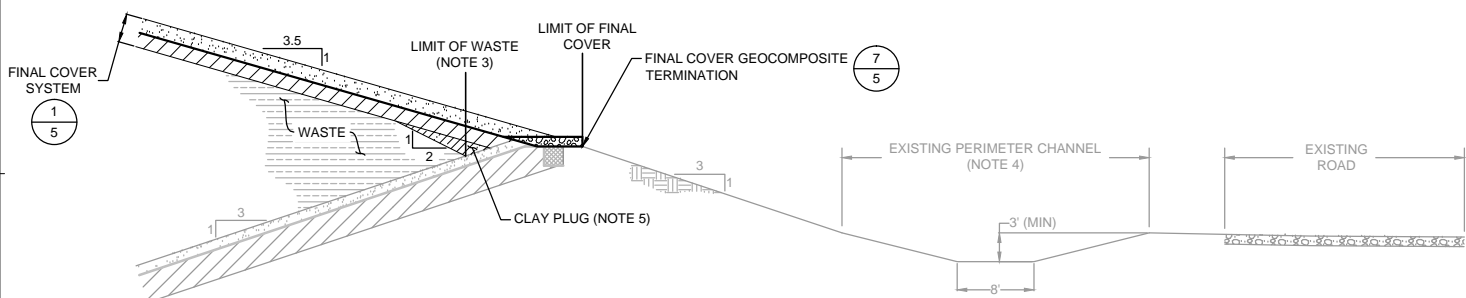 3.5
1
LIMIT OF WASTE
(NOTE 3)
LIMIT OF FINAL
COVER
FINAL COVER GEOCOMPOSITE
TERMINATION
7
5
FINAL COVER
SYSTEM
1
5
WASTE
1
2
3
1
CLAY PLUG (NOTE 5)
3
1
EXISTING PERIMETER CHANNEL
(NOTE 4)
EXISTING
ROAD
3' (MIN)
8'